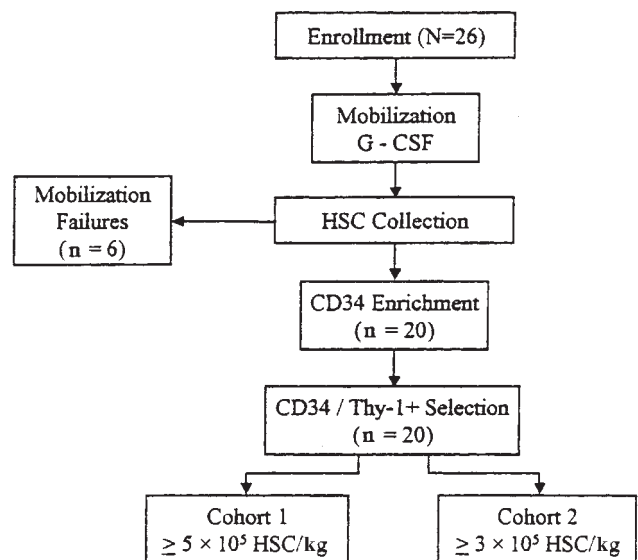 Enrollment (N=26)
Mobilization
G - CSF
Mobilization
Failures
(n = 6)
HSC Collection
CD34 Enrichment
(n = 20)
CD34 / Thy-1+ Selection
(n = 20)
Cohort 1
≥ 5 × 10⁵ HSC/kg
Cohort 2
≥ 3 × 10⁵ HSC/kg